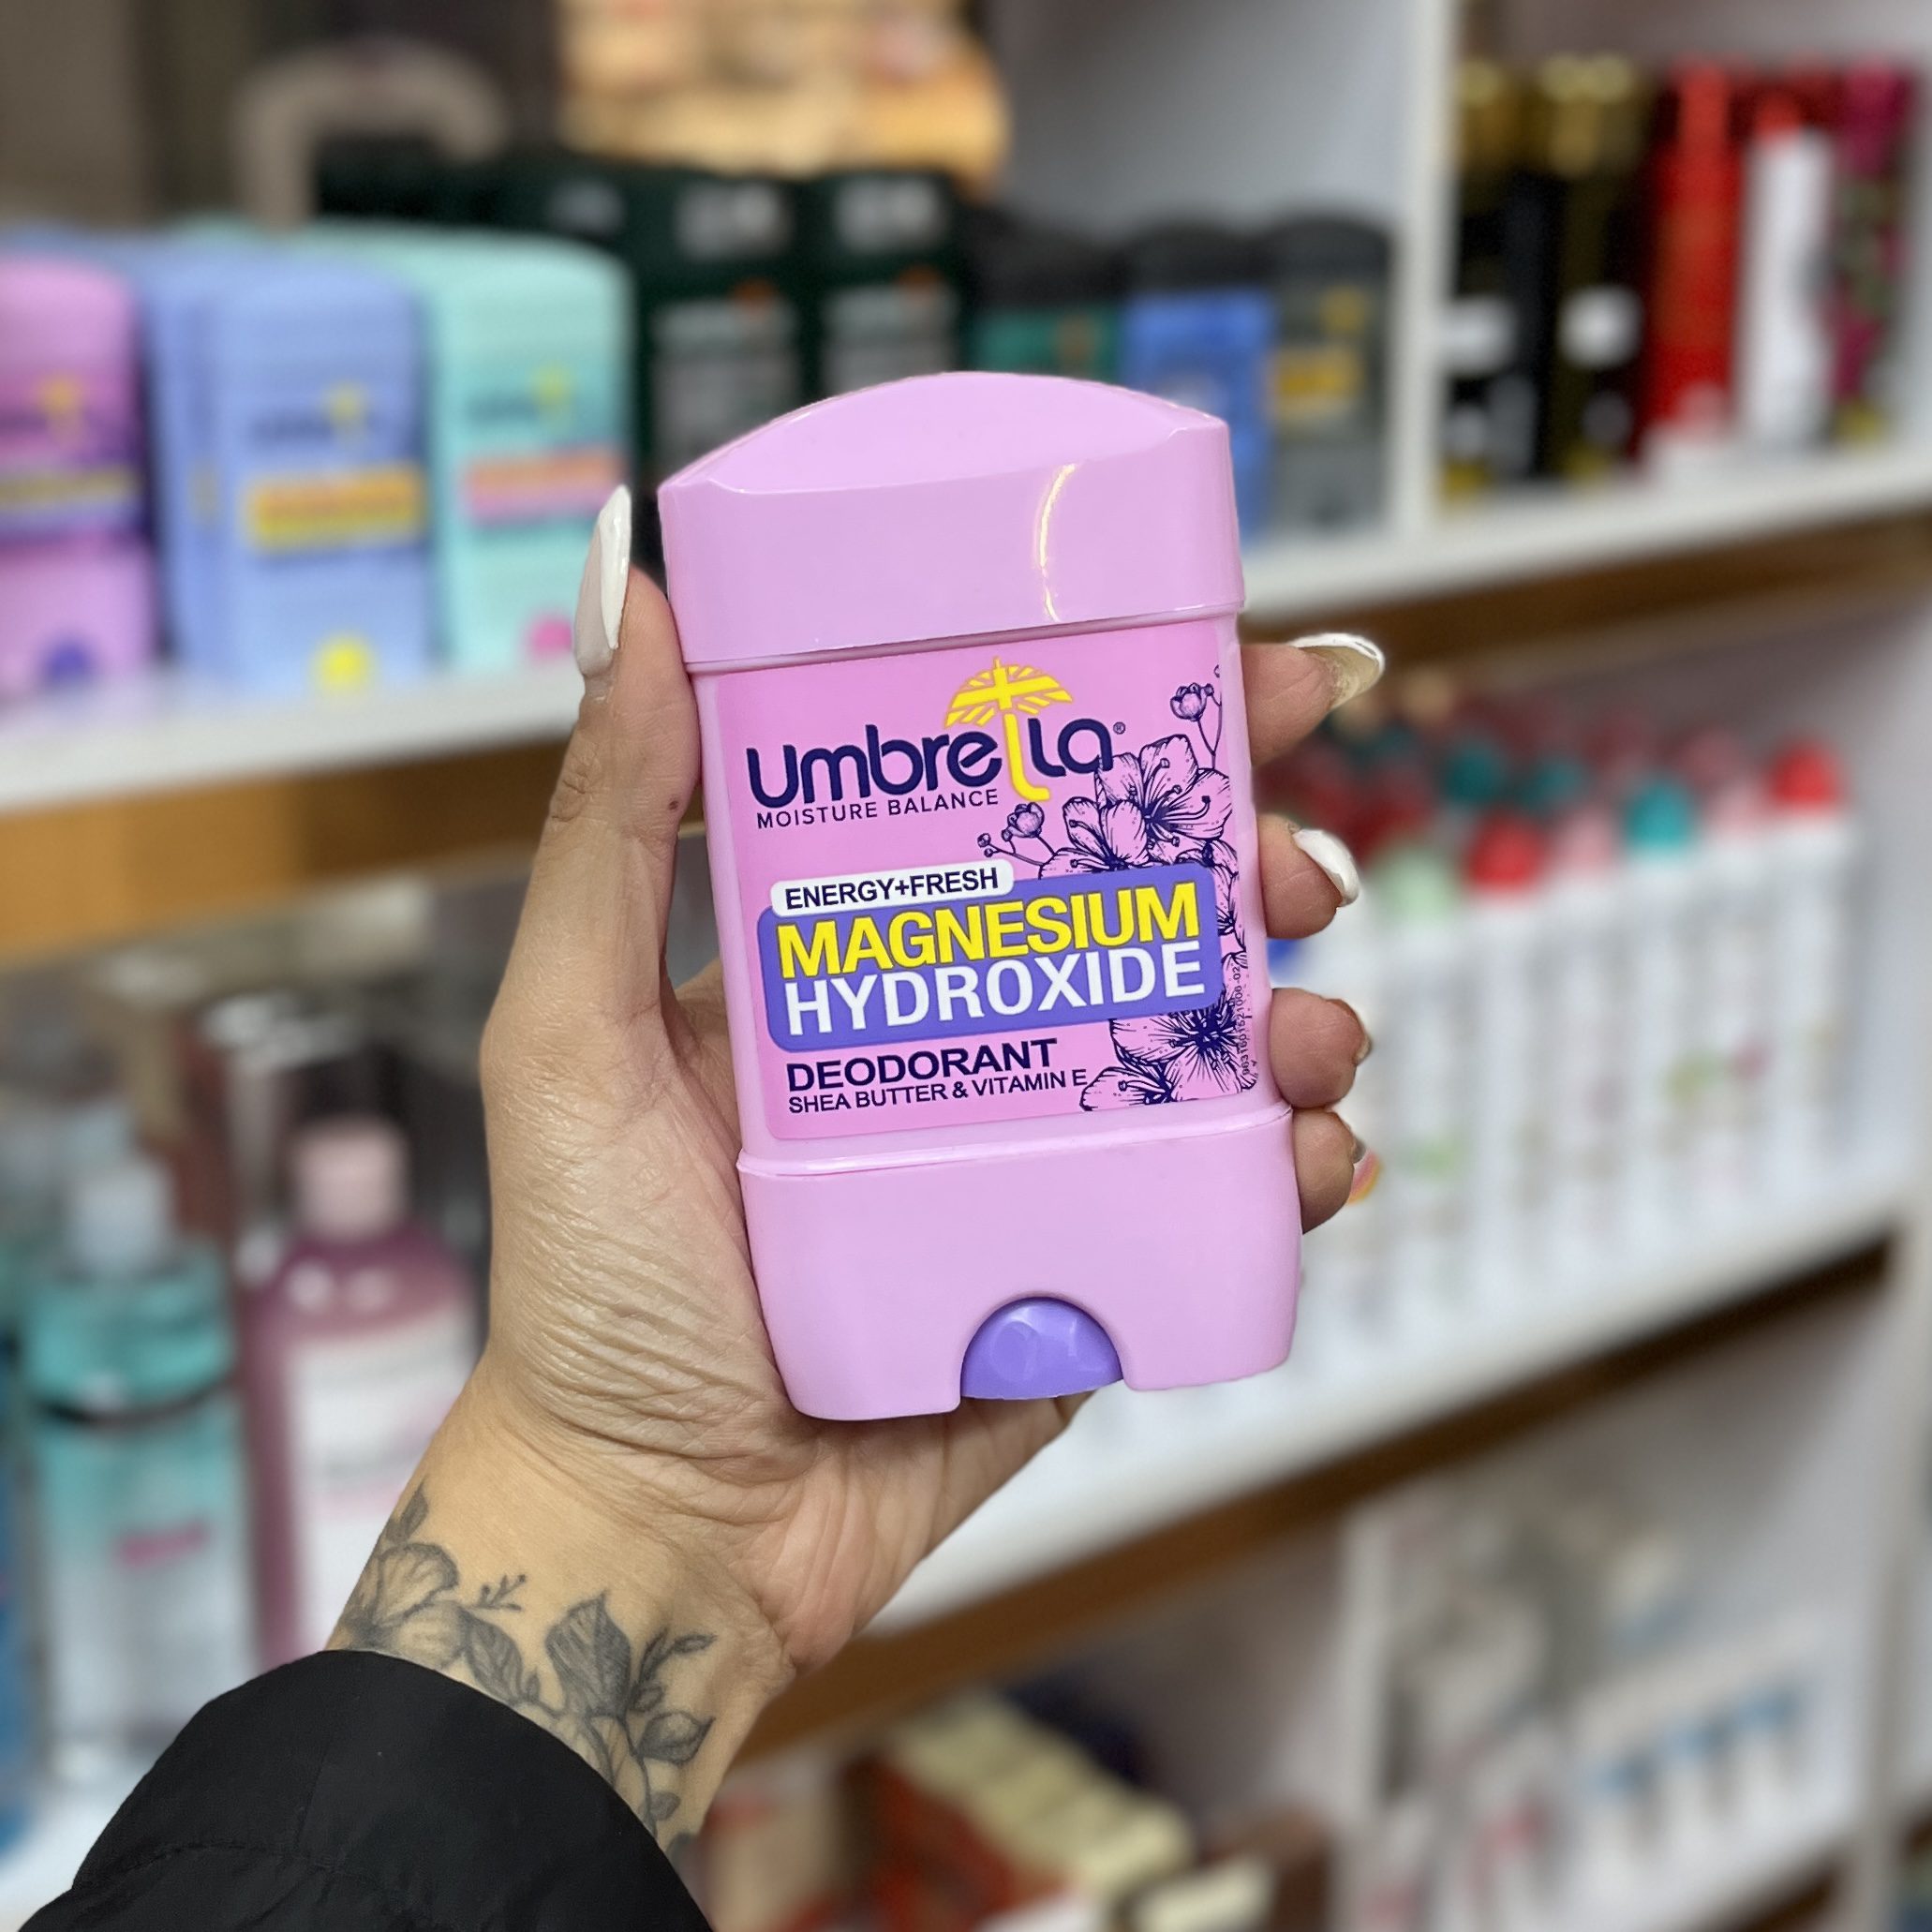 Umbrella®
MOISTURE BALANCE
ENERGY+FRESH
MAGNESIUM
HYDROXIDE
DEODORANT
SHEA BUTTER & VITAMIN E